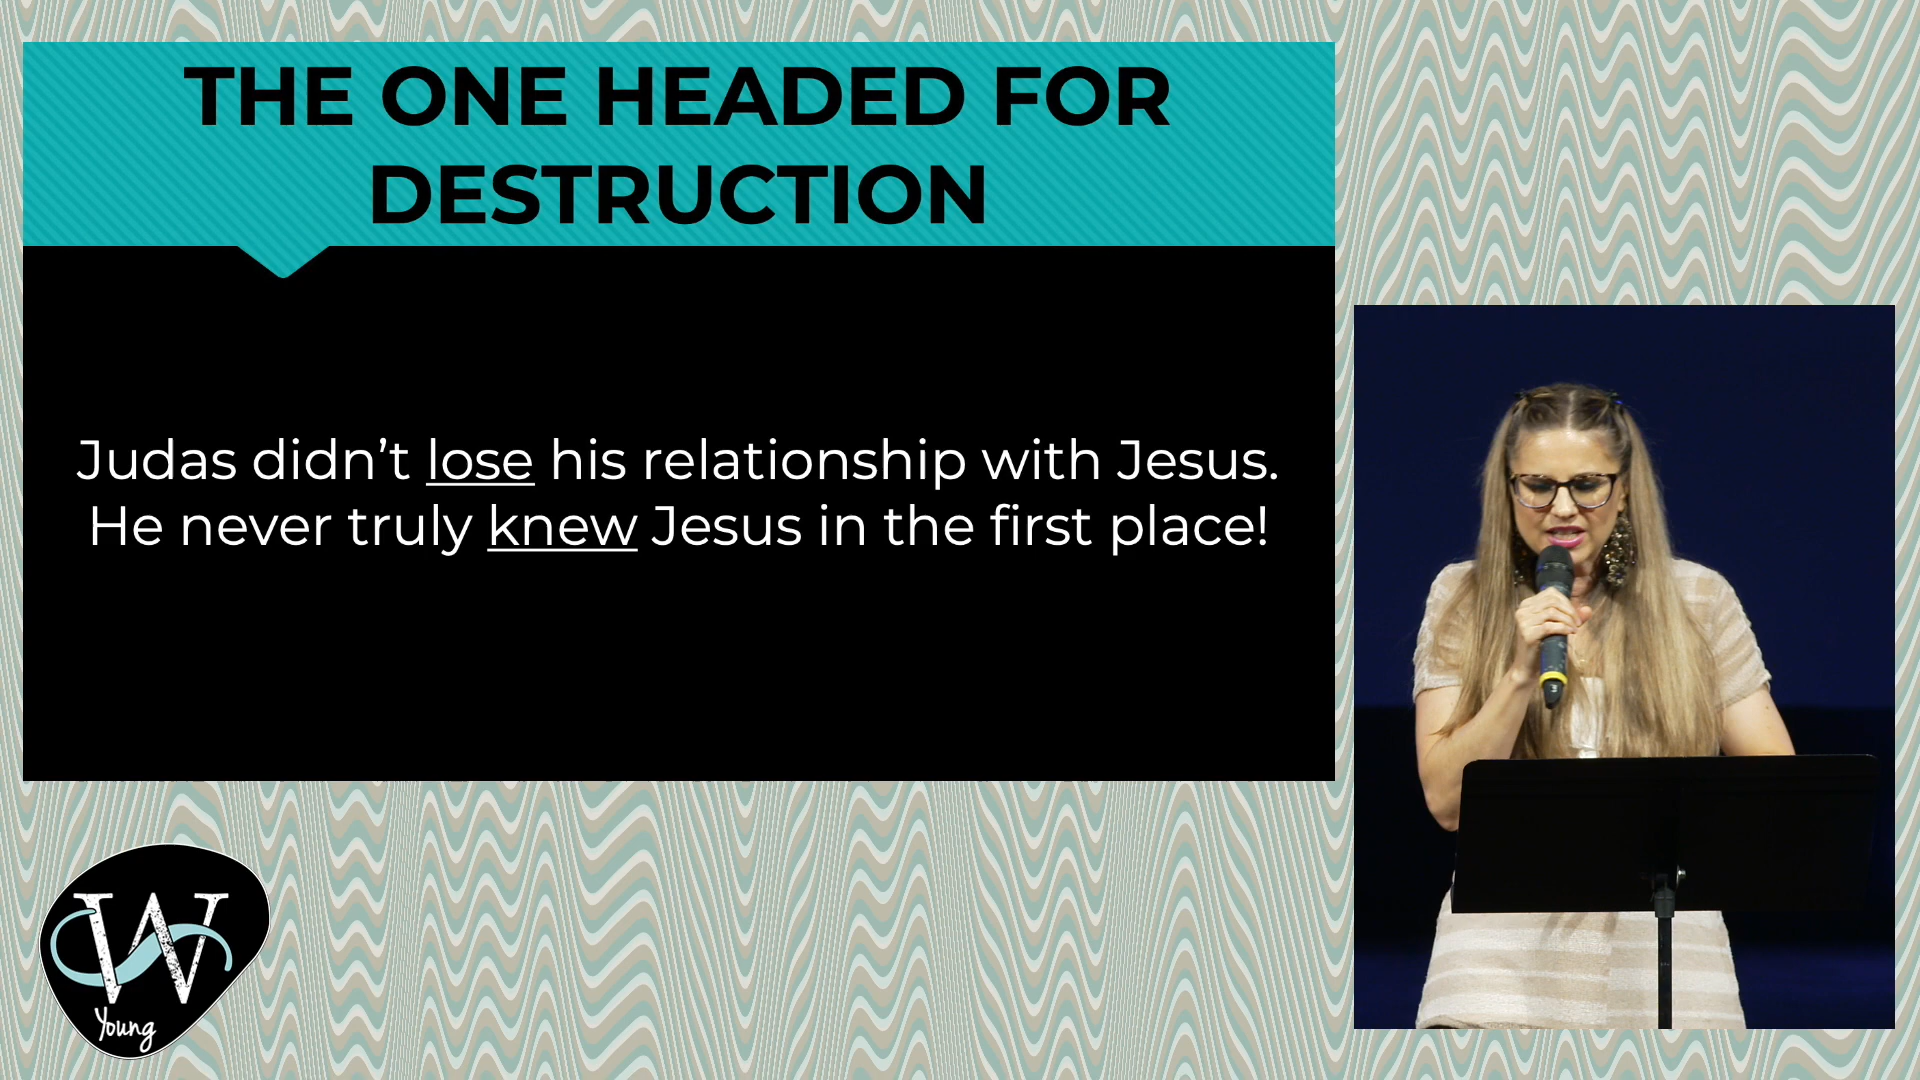 THE ONE HEADED FOR
DESTRUCTION
Judas didn’t lose his relationship with Jesus.
He never truly knew Jesus in the first place!
W
Young